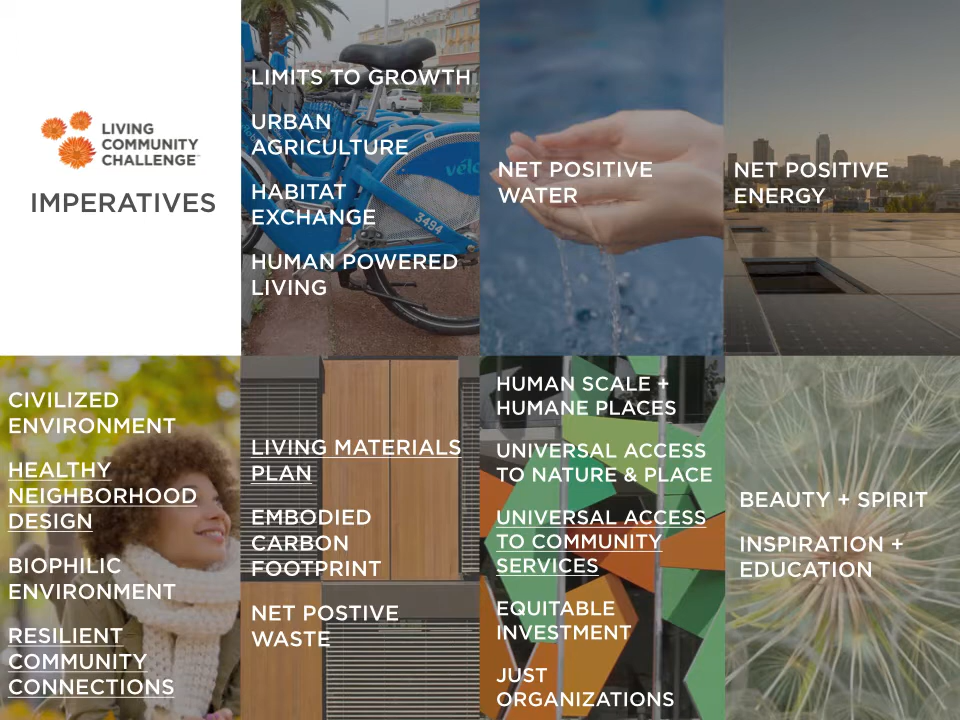 LIVING
COMMUNITY
CHALLENGE™
IMPERATIVES
LIMITS TO GROWTH
URBAN
AGRICULTURE
HABITAT
EXCHANGE
HUMAN POWERED
LIVING
vélo
3494
NET POSITIVE
WATER
NET POSITIVE
ENERGY
CIVILIZED
ENVIRONMENT
HEALTHY
NEIGHBORHOOD
DESIGN
BIOPHILIC
ENVIRONMENT
RESILIENT
COMMUNITY
CONNECTIONS
LIVING MATERIALS
PLAN
EMBODIED
CARBON
FOOTPRINT
NET POSTIVE
WASTE
HUMAN SCALE +
HUMANE PLACES
UNIVERSAL ACCESS
TO NATURE & PLACE
UNIVERSAL ACCESS
TO COMMUNITY
SERVICES
EQUITABLE
INVESTMENT
JUST
ORGANIZATIONS
BEAUTY + SPIRIT
INSPIRATION +
EDUCATION